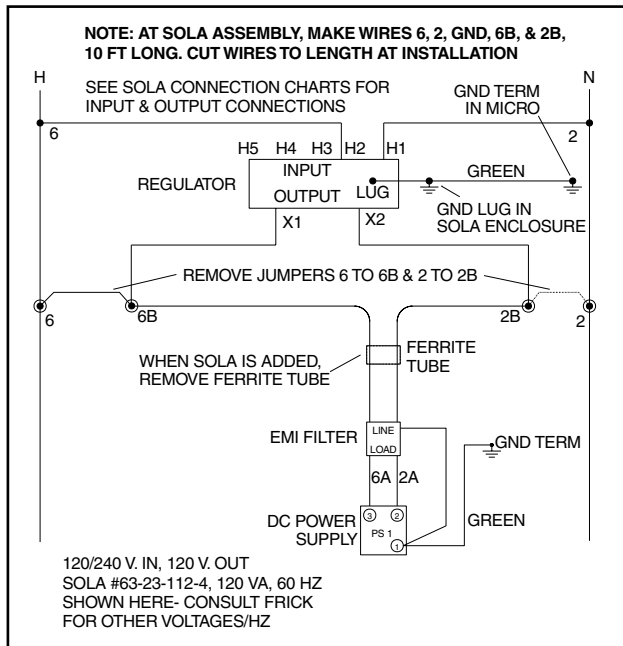 NOTE: AT SOLA ASSEMBLY, MAKE WIRES 6, 2, GND, 6B, & 2B,
10 FT LONG. CUT WIRES TO LENGTH AT INSTALLATION
H
N
SEE SOLA CONNECTION CHARTS FOR
INPUT & OUTPUT CONNECTIONS
GND TERM
IN MICRO
6
2
H5 H4 H3 H2 H1
REGULATOR
INPUT
OUTPUT
LUG
GREEN
GND LUG IN
SOLA ENCLOSURE
X1
X2
REMOVE JUMPERS 6 TO 6B & 2 TO 2B
6
6B
2B
2
WHEN SOLA IS ADDED,
REMOVE FERRITE TUBE
FERRITE
TUBE
EMI FILTER
LINE
LOAD
GND TERM
6A
2A
DC POWER
SUPPLY
3
2
PS 1
1
GREEN
120/240 V. IN, 120 V. OUT
SOLA #63-23-112-4, 120 VA, 60 HZ
SHOWN HERE- CONSULT FRICK
FOR OTHER VOLTAGES/HZ